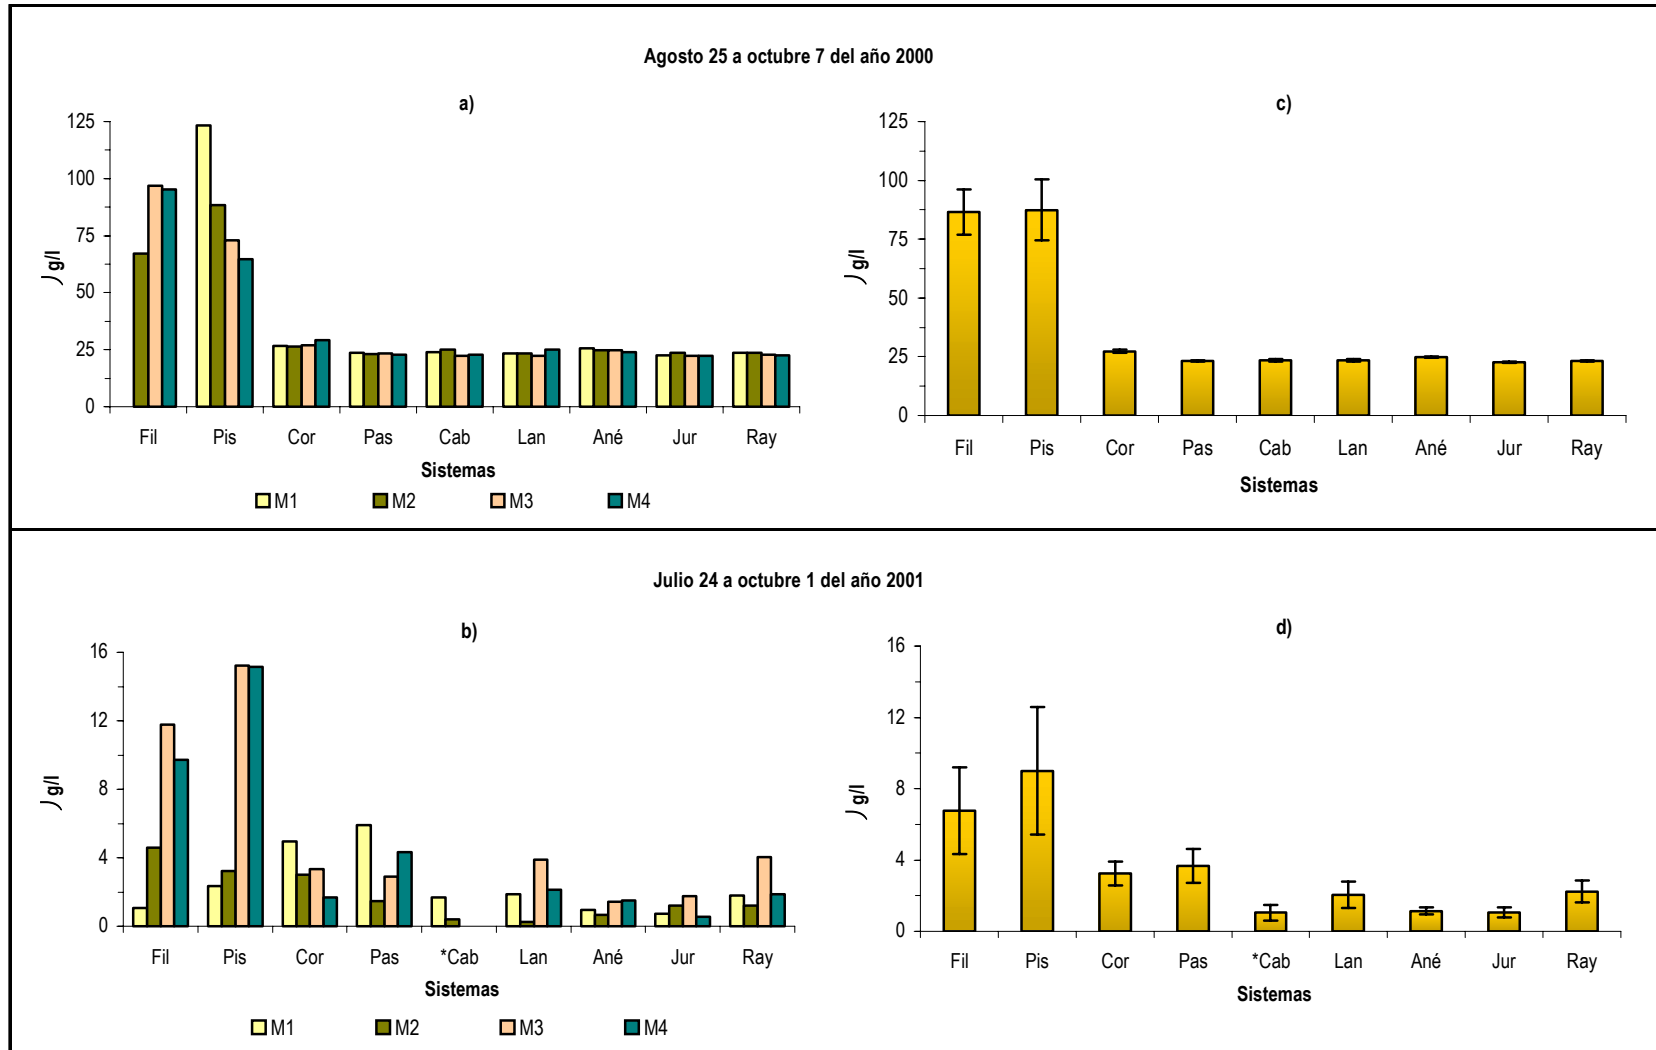 Agosto 25 a octubre 7 del año 2000
a)
125
100
75
50
25
0
g/l
Fil Pis Cor Pas Cab Lan Ané Jur Ray
Sistemas
M1 M2 M3 M4
c)
125
100
75
50
25
0
g/l
Fil Pis Cor Pas Cab Lan Ané Jur Ray
Sistemas
Julio 24 a octubre 1 del año 2001
b)
16
12
8
4
0
g/l
Fil Pis Cor Pas *Cab Lan Ané Jur Ray
Sistemas
M1 M2 M3 M4
d)
16
12
8
4
0
g/l
Fil Pis Cor Pas *Cab Lan Ané Jur Ray
Sistemas